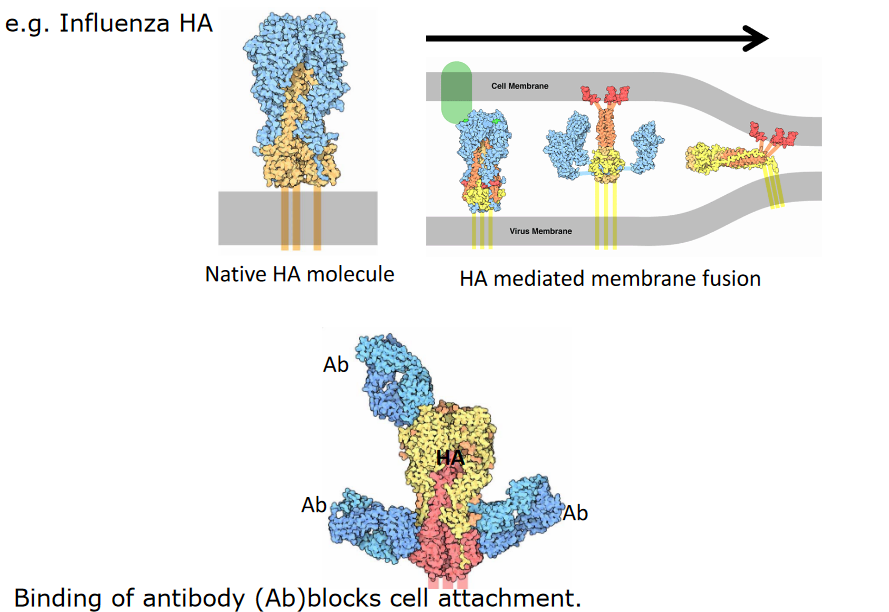 e.g. Influenza HA
Cell Membrane
Virus Membrane
Native HA molecule
HA mediated membrane fusion
Ab
HA
Ab
Ab
Binding of antibody (Ab)blocks cell attachment.